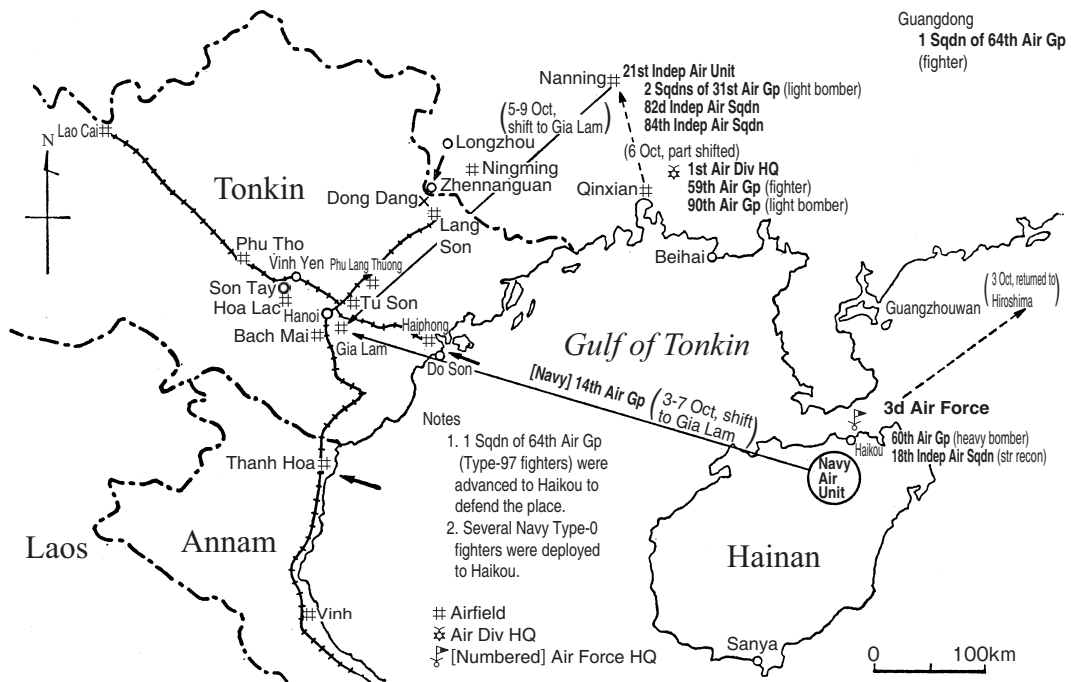 Guangdong
1 Sqdn of 64th Air Gp
(fighter)
Nanning
21st Indep Air Unit
2 Sqdns of 31st Air Gp (light bomber)
82d Indep Air Sqdn
84th Indep Air Sqdn
(5-9 Oct,
shift to Gia Lam)
Lao Cai
N
Longzhou
Ningming
Zhennanguan
(6 Oct, part shifted)
1st Air Div HQ
59th Air Gp (fighter)
90th Air Gp (light bomber)
Qinxian
Tonkin
Dong Dang
Lang
Son
Phu Tho
Vinh Yen
Phu Lang Thuong
Beihai
Son Tay
Hoa Lac
Tu Son
Hanoi
Bach Mai
Gia Lam
Haiphong
Do Son
Guangzhouwan
(3 Oct, returned to
Hiroshima)
Gulf of Tonkin
[Navy] 14th Air Gp
(3-7 Oct, shift
to Gia Lam)
3d Air Force
Haikou
60th Air Gp (heavy bomber)
18th Indep Air Sqdn (str recon)
Navy
Air
Unit
Notes
1. 1 Sqdn of 64th Air Gp
(Type-97 fighters) were
advanced to Haikou to
defend the place.
2. Several Navy Type-0
fighters were deployed
to Haikou.
Thanh Hoa
Laos
Annam
Hainan
Vinh
Airfield
Air Div HQ
[Numbered] Air Force HQ
Sanya
0
100km